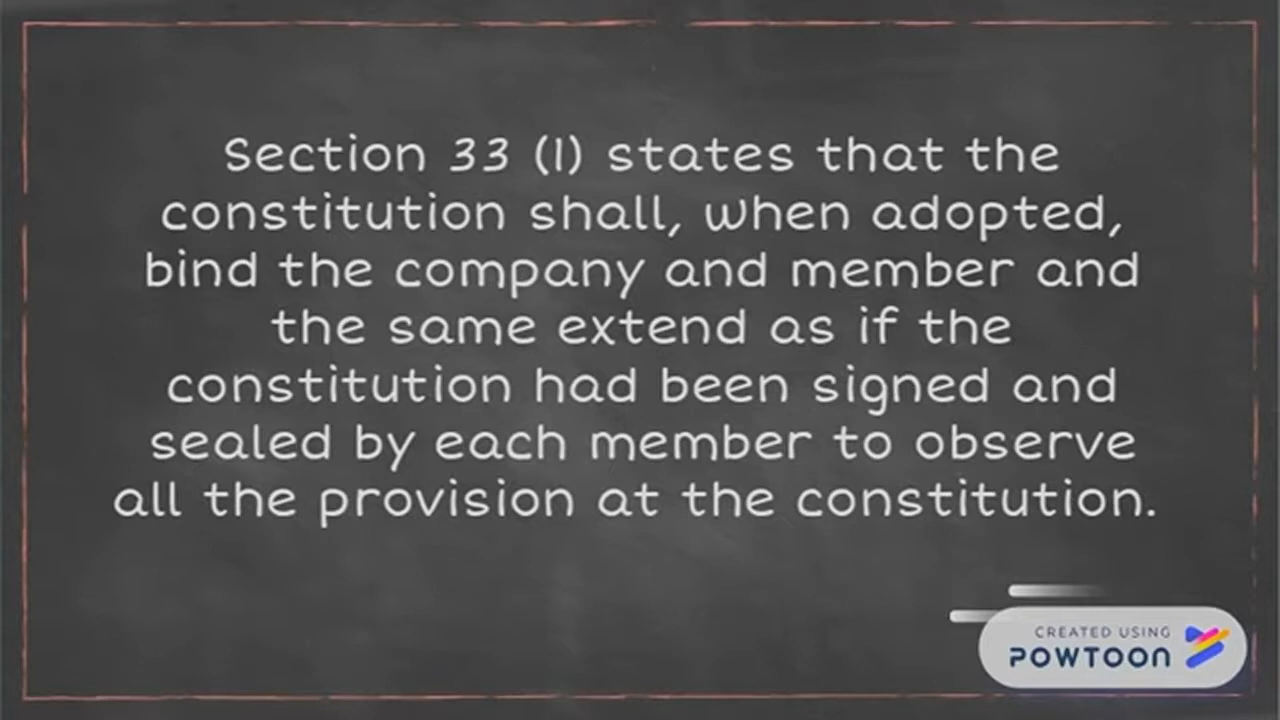 Section 33 (1) states that the
constitution shall, when adopted,
bind the company and member and
the same extend as if the
constitution had been signed and
sealed by each member to observe
all the provision at the constitution.
CREATED USING
POWTOON